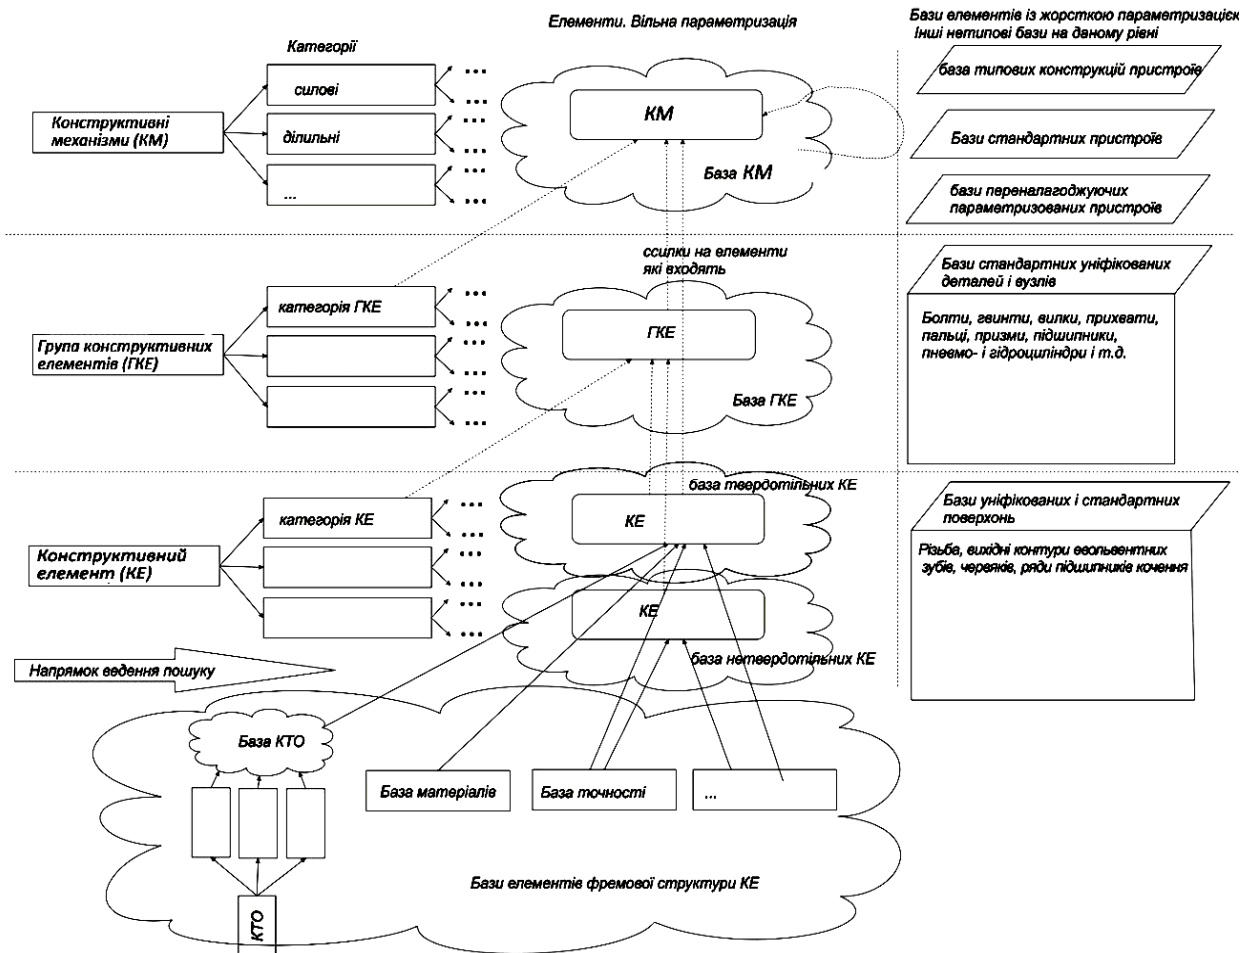 Елементи. Вільна параметризація
Бази елементів із жорсткою параметризацією
Інші нетипові бази на даному рівні
Категорії
силові
ділильні
...
Конструктивні
механізми (КМ)
КМ
База КМ
база типових конструкцій пристроїв
Бази стандартних пристроїв
бази переналагоджуючих
параметризованих пристроїв
ссилки на елементи
які входять
категорія ГКЕ
Група конструктивних
елементів (ГКЕ)
ГКЕ
База ГКЕ
Бази стандартних уніфікованих
деталей і вузлів
Болти, гвинти, вилки, прихвати,
пальці, призми, підшипники,
пневмо- і гідроциліндри і т.д.
категорія КЕ
Конструктивний
елемент (КЕ)
база твердотільних КЕ
КЕ
КЕ
база нетвердотільних КЕ
Бази уніфікованих і стандартних
поверхонь
Різьба, вихідні контури евольвентних
зубів, червяків, ряди підшипників кочення
Напрямок ведення пошуку
База КТО
База матеріалів
База точності
...
КТО
Бази елементів фремової структури КЕ